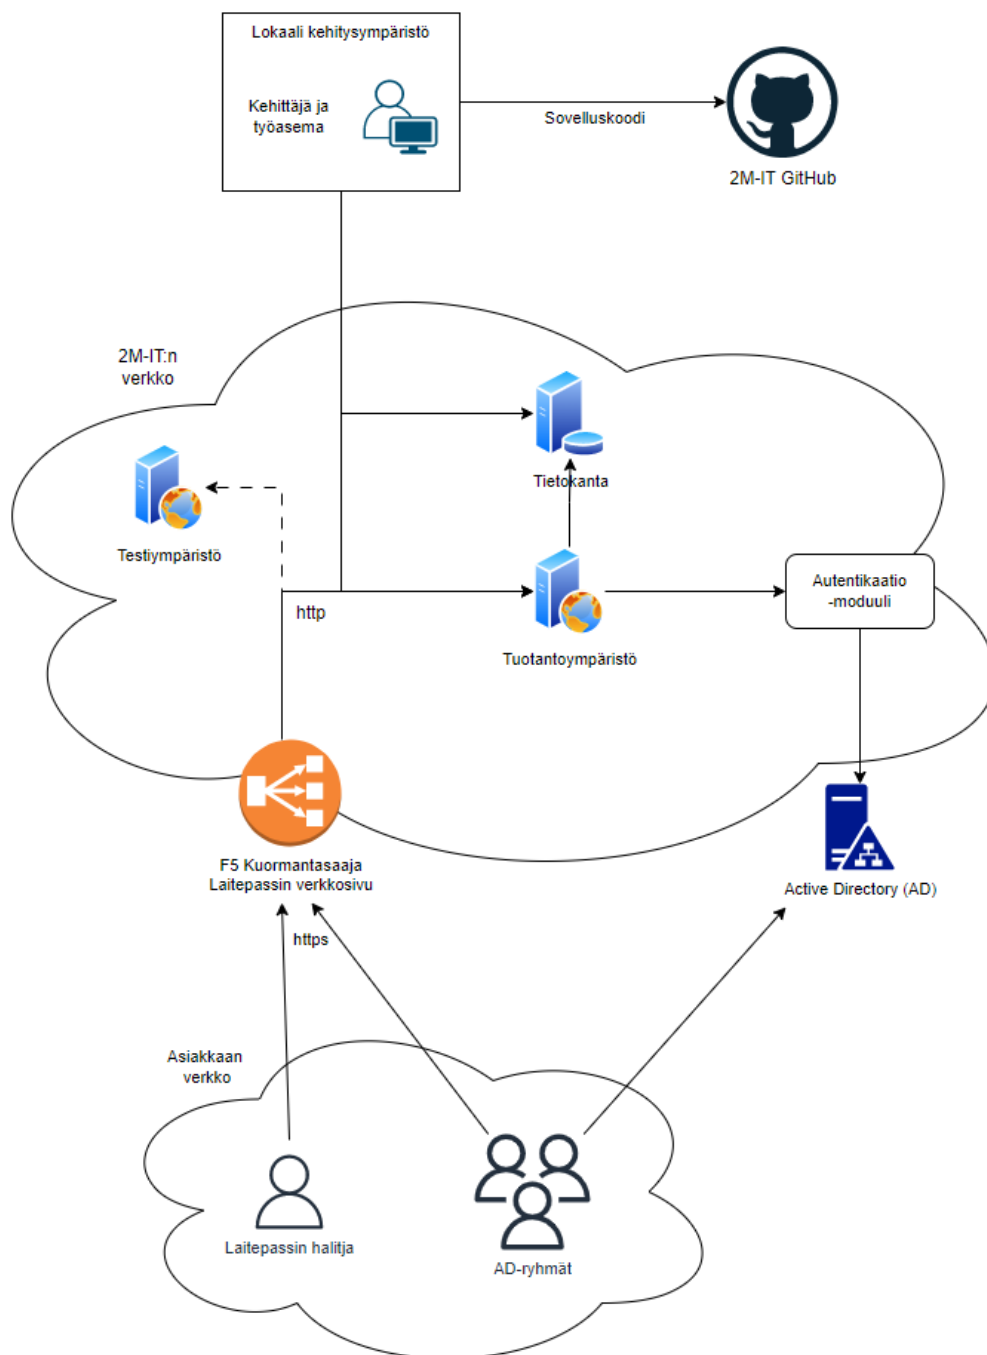 Lokaali kehitysympäristö
Kehittäjä ja
työasema
Sovelluskoodi
2M-IT GitHub
2M-IT:n
verkko
Tietokanta
Testiympäristö
Autentikaatio
-moduuli
http
Tuotantoympäristö
F5 Kuormantasaaja
Laitepassin verkkosivu
Active Directory (AD)
https
Asiakkaan
verkko
Laitepassin halitja
AD-ryhmät